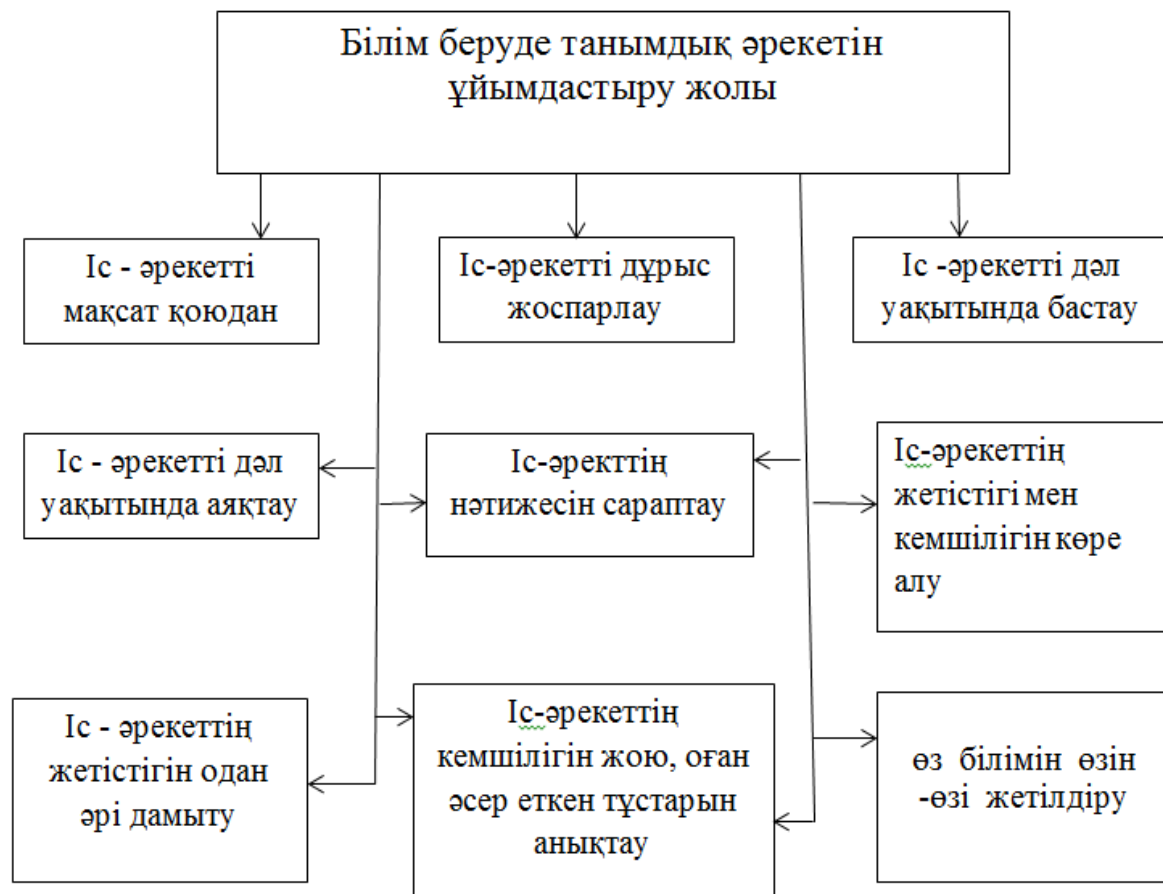 Білім беруде танымдық әрекетін
ұйымдастыру жолы
Іс - әрекетті
мақсат қоюдан
Іс-әрекетті дұрыс
жоспарлау
Іс -әрекетті дәл
уақытында бастау
Іс - әрекетті дәл
уақытында аяқтау
Іс-әректтің
нәтижесін сараптау
Іс-әрекеттің
жетістігі мен
кемшілігін көре
алу
Іс - әрекеттің
жетістігін одан
әрі дамыту
Іс-әрекеттің
кемшілігін жою, оған
әсер еткен тұстарын
анықтау
өз білімін өзін
-өзі жетілдіру